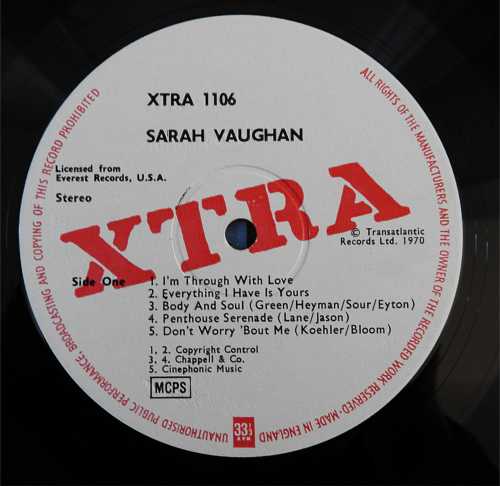 XTRA 1106
SARAH VAUGHAN
Licensed from
Everest Records, U.S.A.
Stereo
XTRA
© Transatlantic
Records Ltd. 1970
Side One
1. I'm Through With Love
2. Everything I Have Is Yours
3. Body And Soul (Green/Heyman/Sour/Eyton)
4. Penthouse Serenade (Lane/Jason)
5. Don't Worry 'Bout Me (Koehler/Bloom)
1, 2. Copyright Control
3, 4. Chappell & Co.
5. Cinephonic Music
MCPS
33⅓
RPM
ALL RIGHTS OF THE MANUFACTURERS AND THE OWNER OF THE RECORDED WORK RESERVED-MADE IN ENGLAND
UNAUTHORISED PUBLIC PERFORMANCE, BROADCASTING AND COPYING OF THIS RECORD PROHIBITED